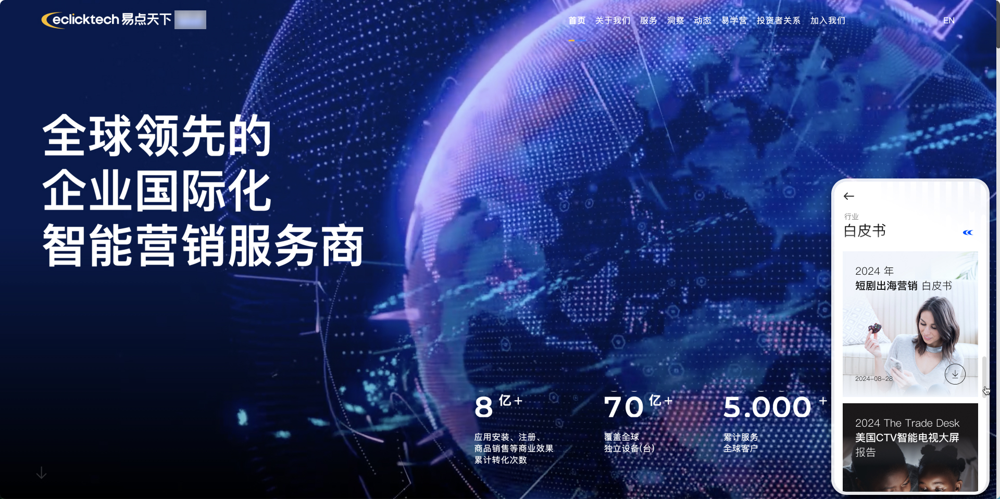 eclicktech 易点天下
首页 关于我们 服务 洞察 动态 易学营 投资者关系 加入我们 EN
全球领先的
企业国际化
智能营销服务商
8 亿+
应用安装、注册、
商品销售等商业效果
累计转化次数
70 亿+
覆盖全球
独立设备(台)
5.000 +
累计服务
全球客户
行业
白皮书
2024 年
短剧出海营销 白皮书
2024-08-28
2024 The Trade Desk
美国CTV智能电视大屏
报告